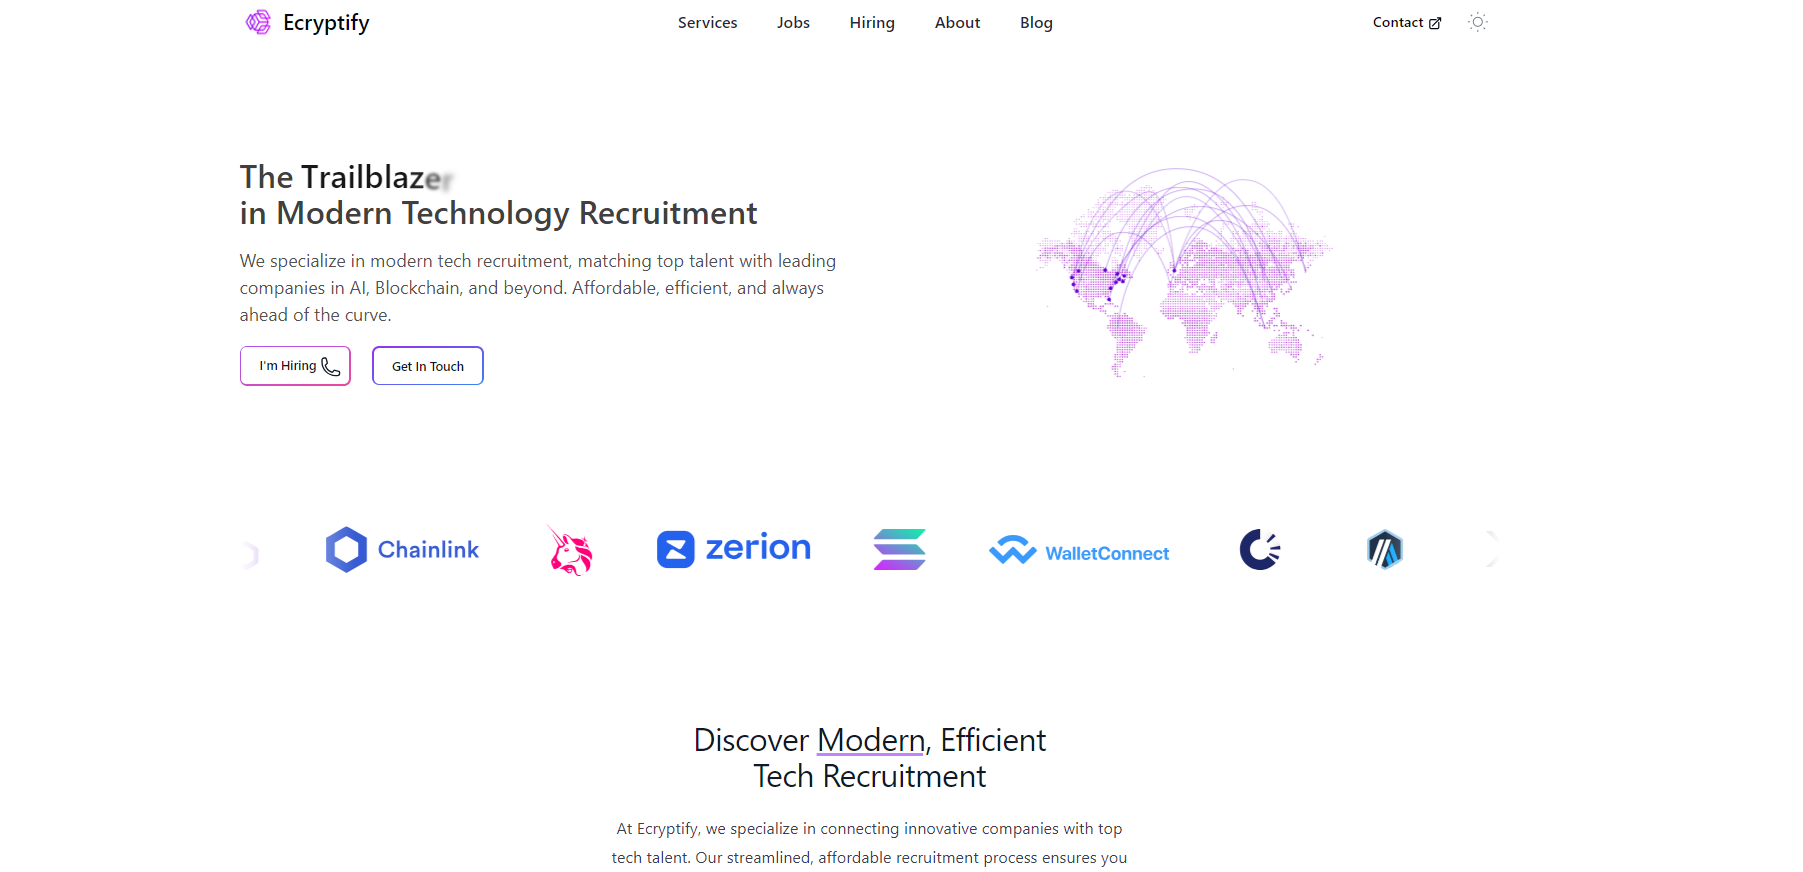 Ecryptify
Services
Jobs
Hiring
About
Blog
Contact
The Trailblazer
in Modern Technology Recruitment
We specialize in modern tech recruitment, matching top talent with leading
companies in AI, Blockchain, and beyond. Affordable, efficient, and always
ahead of the curve.
I'm Hiring
Get In Touch
Chainlink
zerion
WalletConnect
Discover Modern, Efficient
Tech Recruitment
At Ecryptify, we specialize in connecting innovative companies with top
tech talent. Our streamlined, affordable recruitment process ensures you